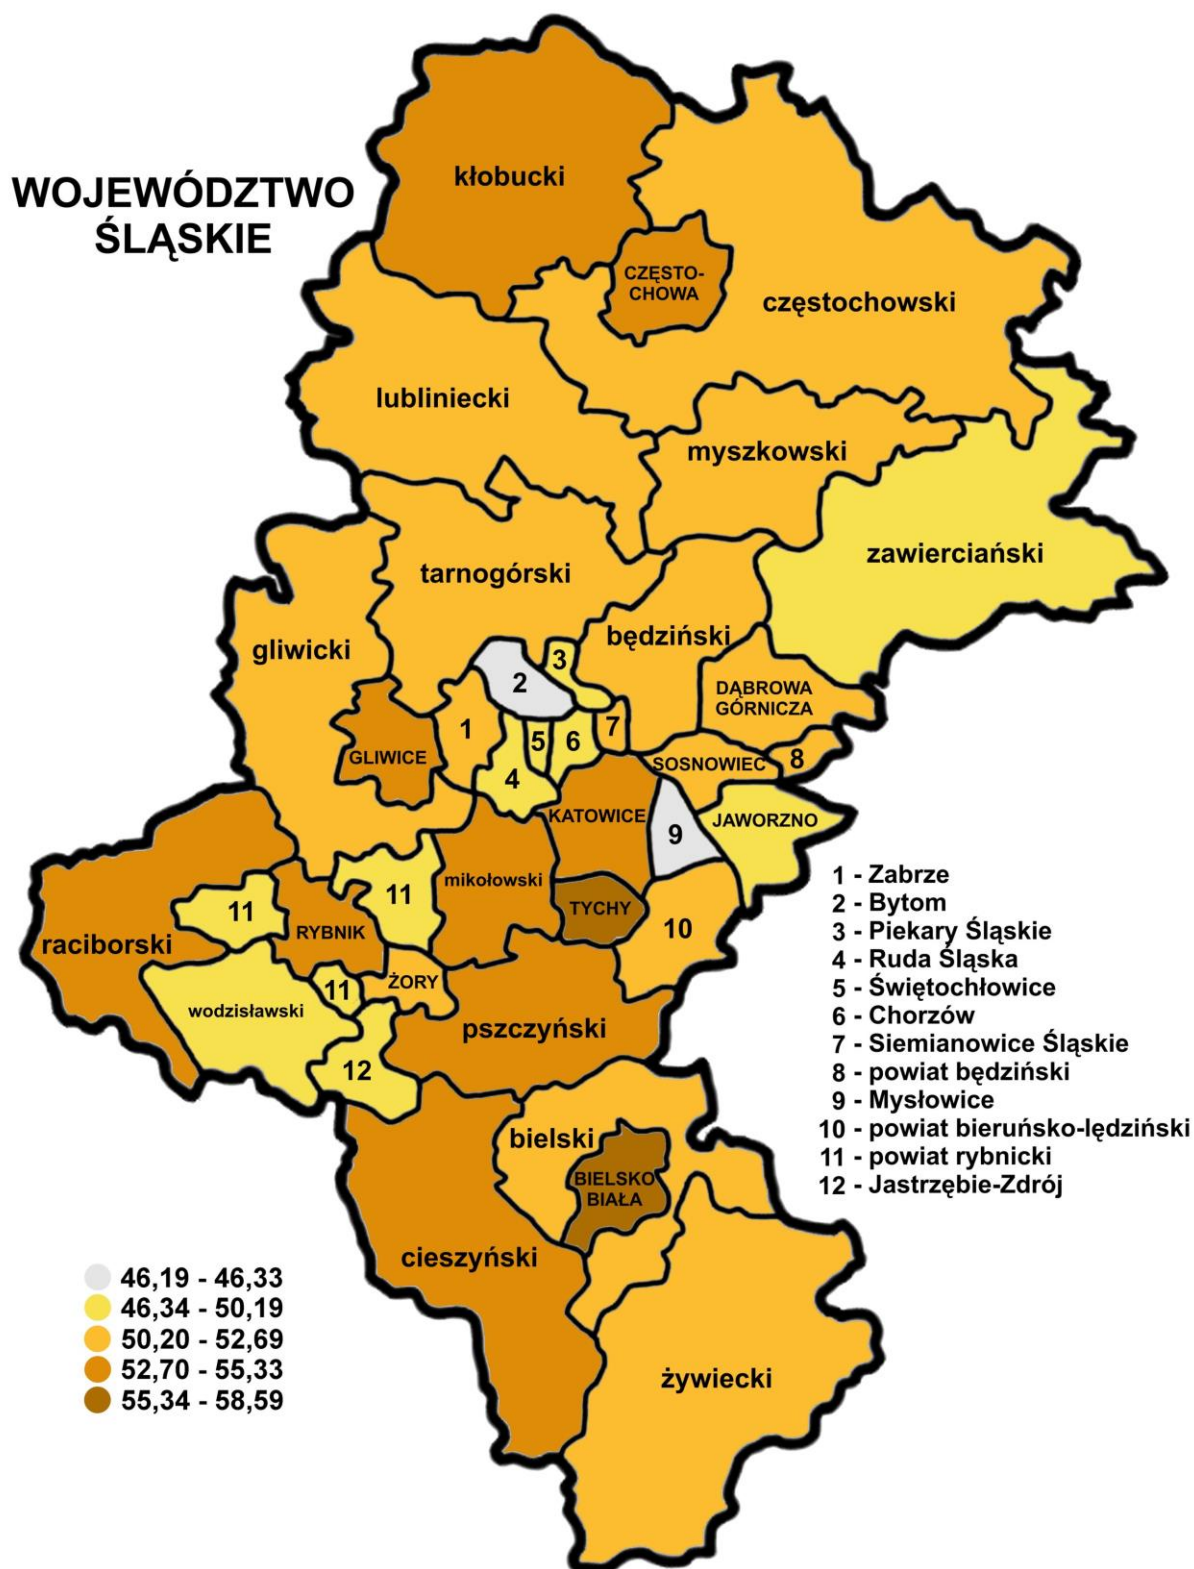 WOJEWÓDZTWO
ŚLĄSKIE
kłobucki
CZĘSTO-
CHOWA
częstochowski
lubliniecki
myszkowski
zawierciański
tarnogórski
będziński
gliwicki
3
2
DĄBROWA
GÓRNICZA
1
7
5
6
GLIWICE
8
SOSNOWIEC
4
KATOWICE
JAWORZNO
9
mikołowski
11
11
TYCHY
10
RYBNIK
raciborski
ŻORY
11
wodzisławski
pszczyński
12
1 - Zabrze
2 - Bytom
3 - Piekary Śląskie
4 - Ruda Śląska
5 - Świętochłowice
6 - Chorzów
7 - Siemianowice Śląskie
8 - powiat będziński
9 - Mysłowice
10 - powiat bieruńsko-lędziński
11 - powiat rybnicki
12 - Jastrzębie-Zdrój
bielski
BIELSKO
BIAŁA
cieszyński
żywiecki
46,19 - 46,33
46,34 - 50,19
50,20 - 52,69
52,70 - 55,33
55,34 - 58,59